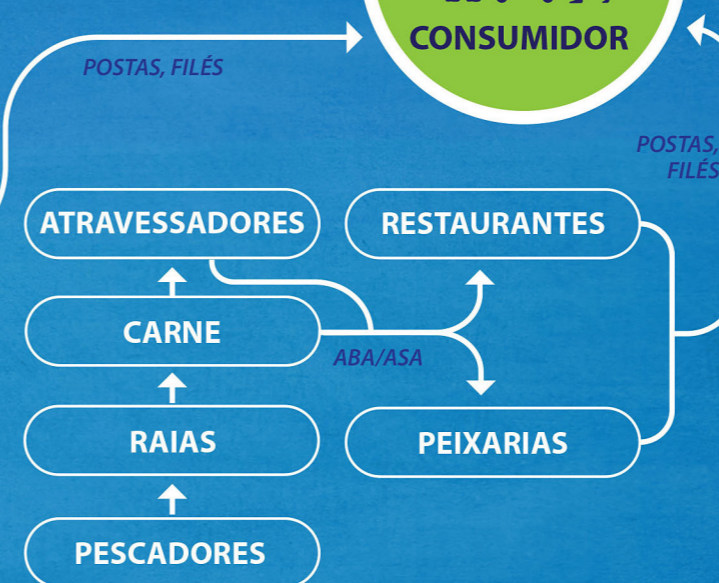 CONSUMIDOR
POSTAS, FILÉS
POSTAS,
FILÉS
ATRAVESSADORES
RESTAURANTES
CARNE
ABA/ASA
RAIAS
PEIXARIAS
PESCADORES